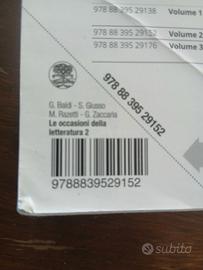 978 88 395 29138 Volume 1
978 88 395 29152 Volume 2
978 88 395 29176 Volume 3
978 88 395 29152
G. Baldi - S. Giusso
M. Razetti - G. Zaccaria
Le occasioni della
letteratura 2
9788839529152
subito